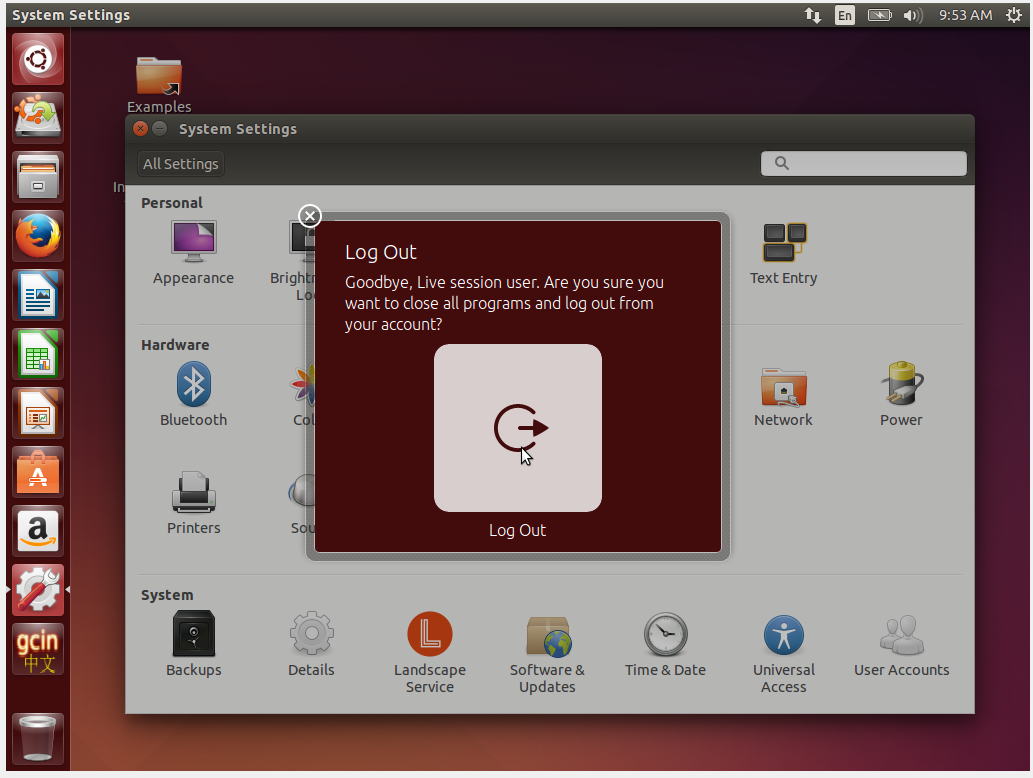 System Settings
En
9:53 AM
Examples
System Settings
All Settings
In
Personal
Appearance
Text Entry
Log Out
Goodbye, Live session user. Are you sure you
want to close all programs and log out from
your account?
Log Out
Hardware
Bluetooth
Network
Power
Printers
System
Backups
Details
Landscape
Service
Software &
Updates
Time & Date
Universal
Access
User Accounts
gcin
中文